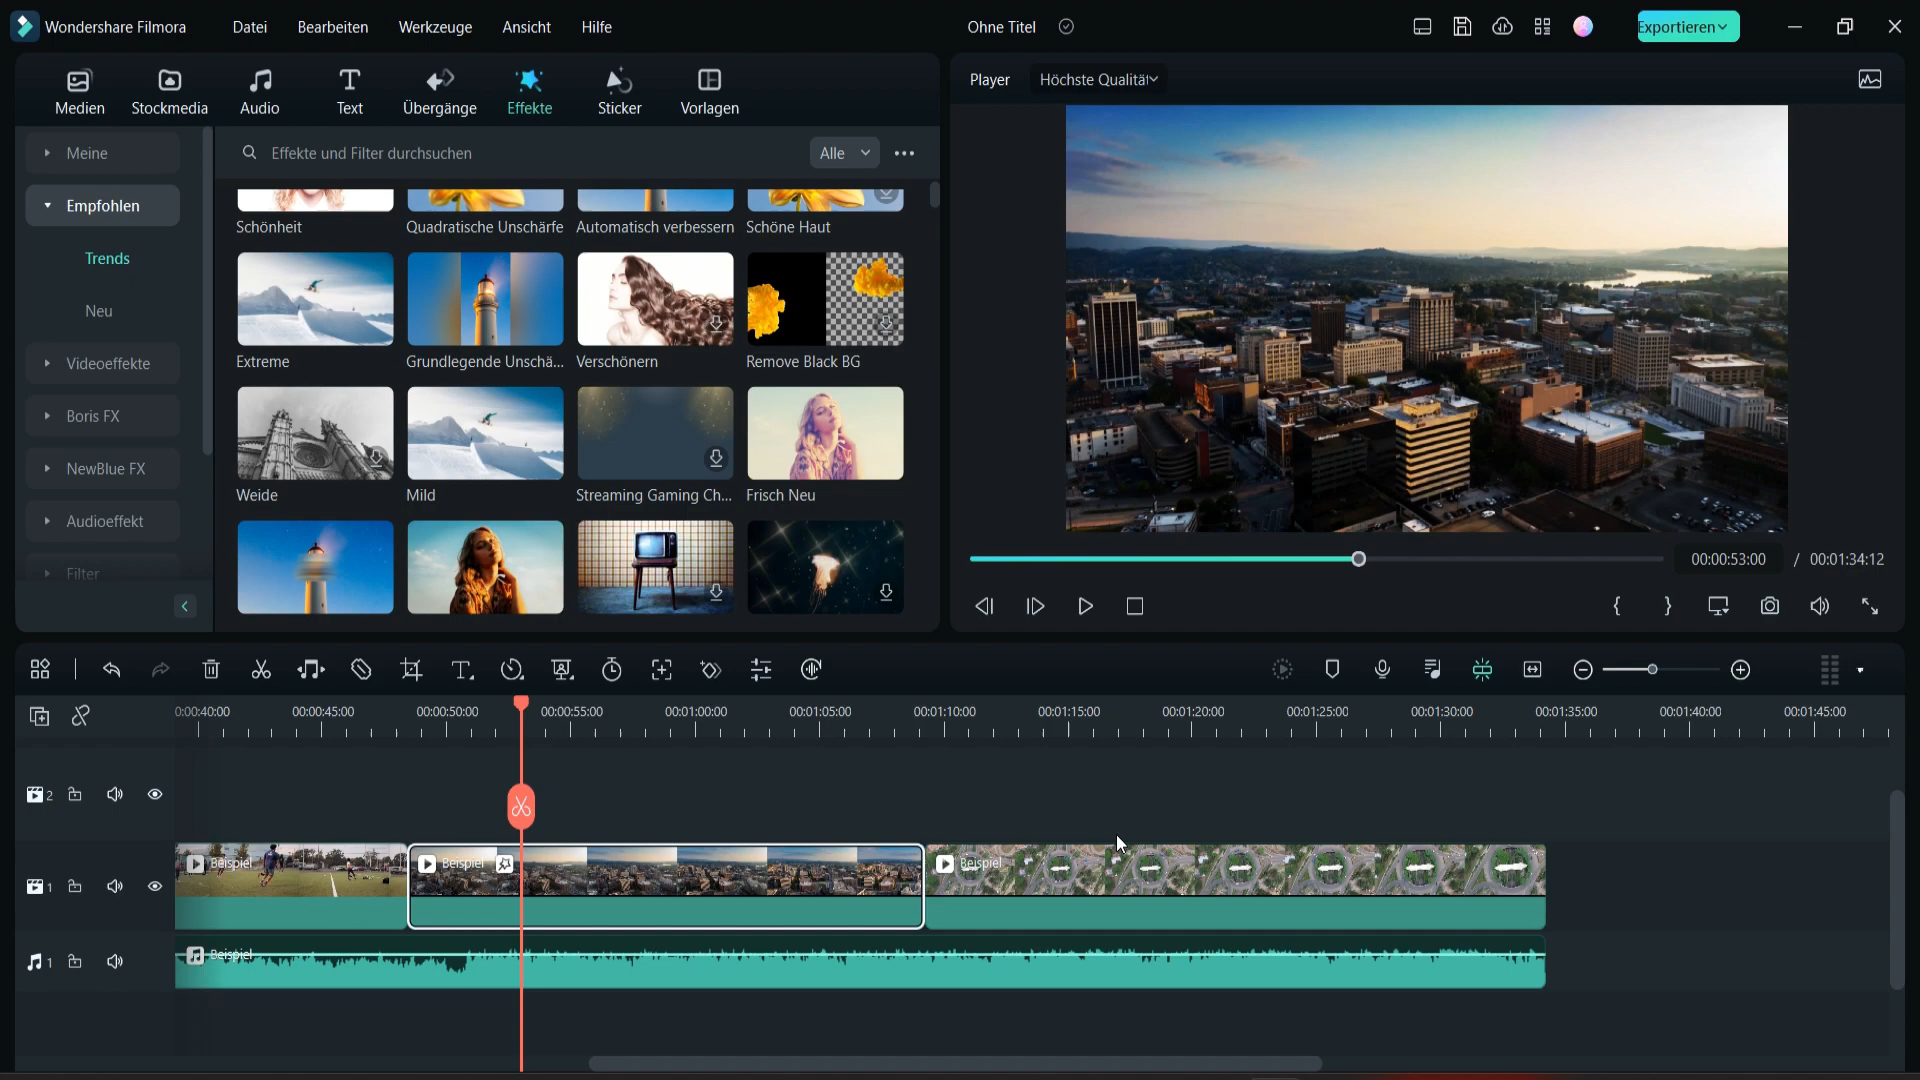 Wondershare Filmora
Datei
Bearbeiten
Werkzeuge
Ansicht
Hilfe
Ohne Titel
Exportieren
Medien
Stockmedia
Audio
Text
Übergänge
Effekte
Sticker
Vorlagen
Player
Höchste Qualität
Meine
Empfohlen
Trends
Neu
Videoeffekte
Boris FX
NewBlue FX
Audioeffekt
Filter
Effekte und Filter durchsuchen
Alle
Schönheit
Quadratische Unschärfe
Automatisch verbessern
Schöne Haut
Extreme
Grundlegende Unschä...
Verschönern
Remove Black BG
Weide
Mild
Streaming Gaming Ch...
Frisch Neu
00:00:53:00 / 00:01:34:12
0:00:40:00
00:00:45:00
00:00:50:00
00:00:55:00
00:01:00:00
00:01:05:00
00:01:10:00
00:01:15:00
00:01:20:00
00:01:25:00
00:01:30:00
00:01:35:00
00:01:40:00
00:01:45:00
2
1
Beispiel
Beispiel
Beispiel
1
Beispiel